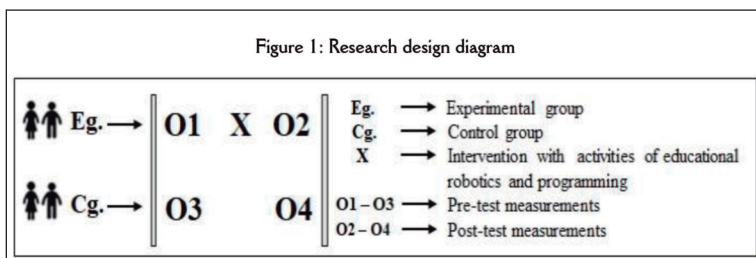 Figure 1: Research design diagram
Eg. → O1 X O2
Cg. → O3 O4
Eg. → Experimental group
Cg. → Control group
X → Intervention with activities of educational
robotics and programming
O1 – O3 → Pre-test measurements
O2 – O4 → Post-test measurements